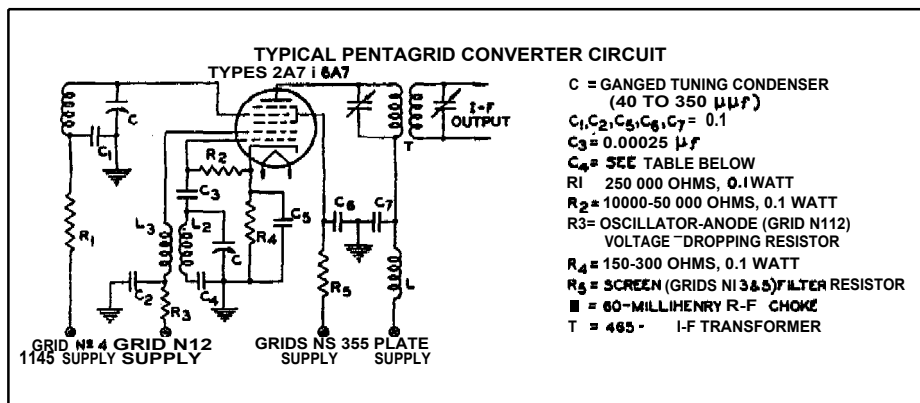 TYPICAL PENTAGRID CONVERTER CIRCUIT
TYPES 2A7 i 6A7
I-F
OUTPUT
T
C
C1
R1
R2
C3
L3
L2
C
R4
C5
C6
C7
C2
C4
R3
R5
L
GRID Nº 4
1145 SUPPLY
GRID N12
SUPPLY
GRIDS NS 355
SUPPLY
PLATE
SUPPLY
C = GANGED TUNING CONDENSER
(40 TO 350 µµf)
C1,C2,C5,C6,C7= 0.1
C3= 0.00025 µf
C4= SEE TABLE BELOW
RI 250 000 OHMS, 0.1 WATT
R2= 10000-50 000 OHMS, 0.1 WATT
R3= OSCILLATOR-ANODE (GRID N112)
VOLTAGE-DROPPING RESISTOR
R4= 150-300 OHMS, 0.1 WATT
R5= SCREEN (GRIDS NI 3&5) FILTER RESISTOR
= 60-MILLIHENRY R-F CHOKE
T = 465- I-F TRANSFORMER